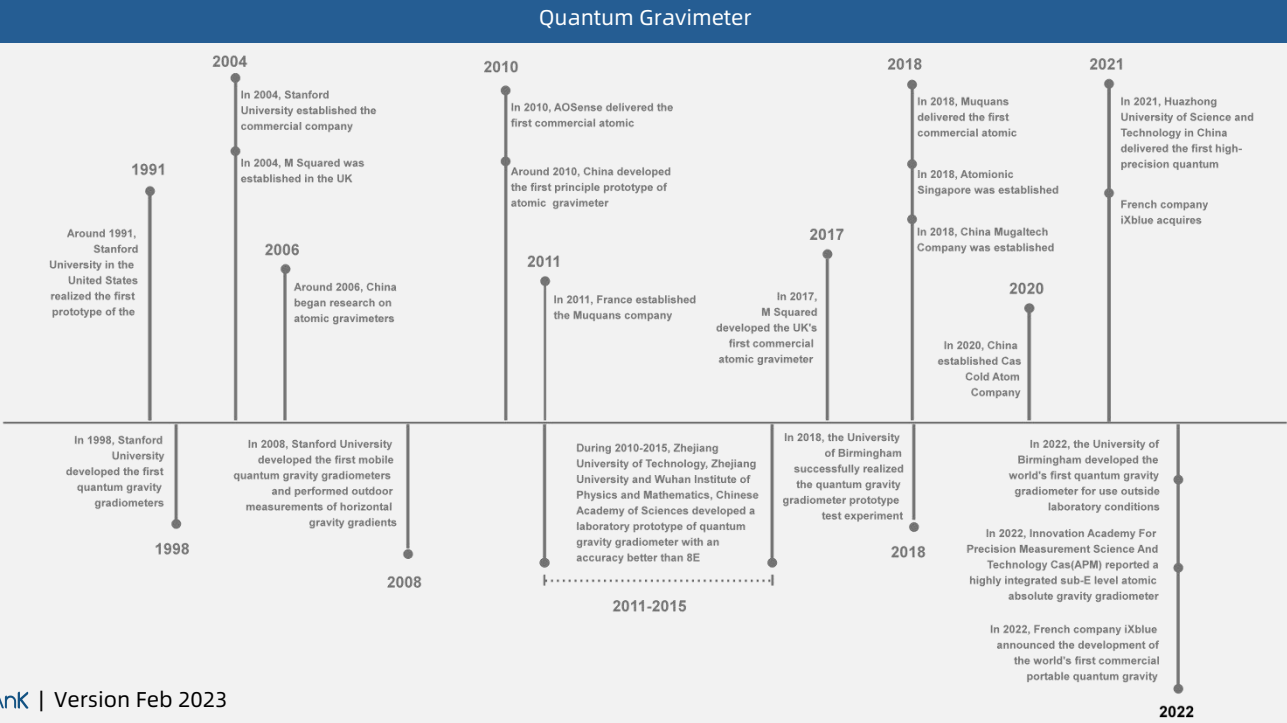 Quantum Gravimeter
1991
Around 1991,
Stanford
University in the
United States
realized the first
prototype of the
2004
In 2004, Stanford
University established the
commercial company
In 2004, M Squared was
established in the UK
2006
Around 2006, China
began research on
atomic gravimeters
2010
In 2010, AOSense delivered the
first commercial atomic
Around 2010, China developed
the first principle prototype of
atomic gravimeter
2011
In 2011, France established
the Muquans company
2017
In 2017,
M Squared
developed the UK's
first commercial
atomic gravimeter
2018
In 2018, Muquans
delivered the first
commercial atomic
In 2018, Atomionic
Singapore was established
In 2018, China Mugaltech
Company was established
2020
In 2020, China
established Cas
Cold Atom
Company
2021
In 2021, Huazhong
University of Science and
Technology in China
delivered the first high-
precision quantum
French company
iXblue acquires
In 1998, Stanford
University
developed the first
quantum gravity
gradiometers
1998
In 2008, Stanford University
developed the first mobile
quantum gravity gradiometers
and performed outdoor
measurements of horizontal
gravity gradients
2008
During 2010-2015, Zhejiang
University of Technology, Zhejiang
University and Wuhan Institute of
Physics and Mathematics, Chinese
Academy of Sciences developed a
laboratory prototype of quantum
gravity gradiometer with an
accuracy better than 8E
2011-2015
In 2018, the University
of Birmingham
successfully realized
the quantum gravity
gradiometer prototype
test experiment
2018
In 2022, the University of
Birmingham developed the
world's first quantum gravity
gradiometer for use outside
laboratory conditions
In 2022, Innovation Academy For
Precision Measurement Science And
Technology Cas(APM) reported a
highly integrated sub-E level atomic
absolute gravity gradiometer
In 2022, French company iXblue
announced the development of
the world's first commercial
portable quantum gravity
2022
| Version Feb 2023